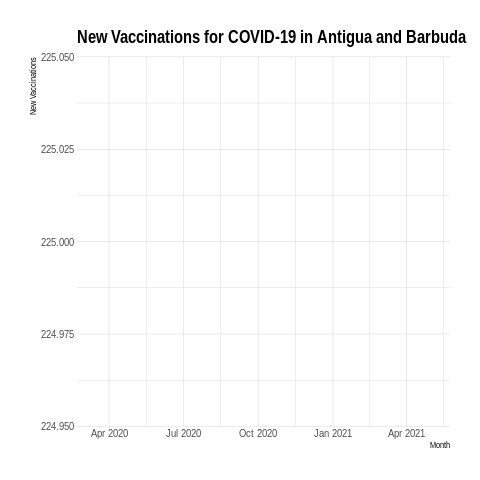 New Vaccinations for COVID-19 in Antigua and Barbuda
New Vaccinations
225.050
225.025
225.000
224.975
224.950
Apr 2020 Jul 2020 Oct 2020 Jan 2021 Apr 2021
Month